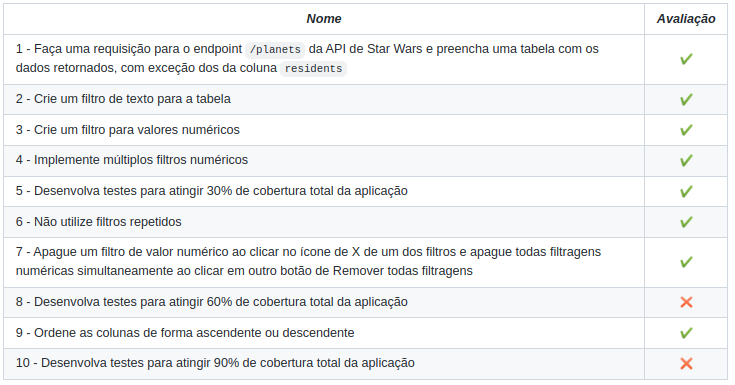 Nome Avaliação
1 - Faça uma requisição para o endpoint /planets da API de Star Wars e preencha uma tabela com os
dados retornados, com exceção dos da coluna residents
2 - Crie um filtro de texto para a tabela
3 - Crie um filtro para valores numéricos
4 - Implemente múltiplos filtros numéricos
5 - Desenvolva testes para atingir 30% de cobertura total da aplicação
6 - Não utilize filtros repetidos
7 - Apague um filtro de valor numérico ao clicar no ícone de X de um dos filtros e apague todas filtragens
numéricas simultaneamente ao clicar em outro botão de Remover todas filtragens
8 - Desenvolva testes para atingir 60% de cobertura total da aplicação
9 - Ordene as colunas de forma ascendente ou descendente
10 - Desenvolva testes para atingir 90% de cobertura total da aplicação